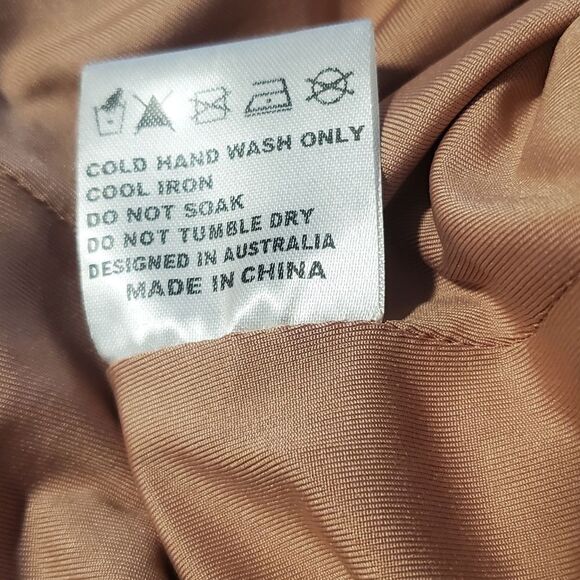 COLD HAND WASH ONLY
COOL IRON
DO NOT SOAK
DO NOT TUMBLE DRY
DESIGNED IN AUSTRALIA
MADE IN CHINA